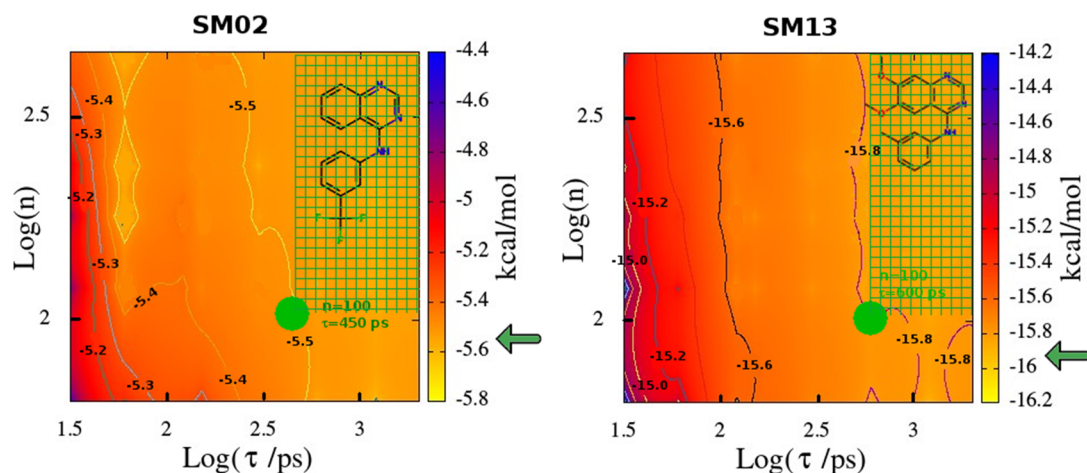 SM02
SM13
-4.4
-4.6
-4.8
-5
-5.2
-5.4
-5.6
-5.8
kcal/mol
2.5
2
Log(n)
1.5
2
2.5
3
Log(τ /ps)
-5.4
-5.3
-5.2
-5.3
-5.4
-5.2
-5.3
-5.4
-5.5
-5.5
N
N
NH
F
F
F
n=100
τ=450 ps
-14.2
-14.4
-14.6
-14.8
-15
-15.2
-15.4
-15.6
-15.8
-16
-16.2
kcal/mol
2.5
2
Log(n)
1.5
2
2.5
3
Log(τ /ps)
-15.6
-15.8
-15.2
-15.0
-15.2
-15.0
-15.6
-15.8
-15.8
O
O
N
N
NH
n=100
τ=600 ps